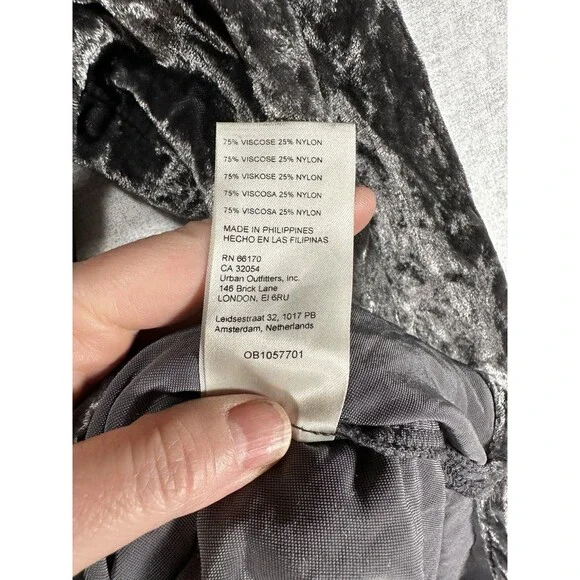 75% VISCOSE 25% NYLON
75% VISCOSE 25% NYLON
75% VISKOSE 25% NYLON
75% VISCOSA 25% NYLON
75% VISCOSA 25% NYLON
MADE IN PHILIPPINES
HECHO EN LAS FILIPINAS
RN 66170
CA 32054
Urban Outfitters, Inc.
146 Brick Lane
LONDON, EI 6RU
Leidsestraat 32, 1017 PB
Amsterdam, Netherlands
OB1057701